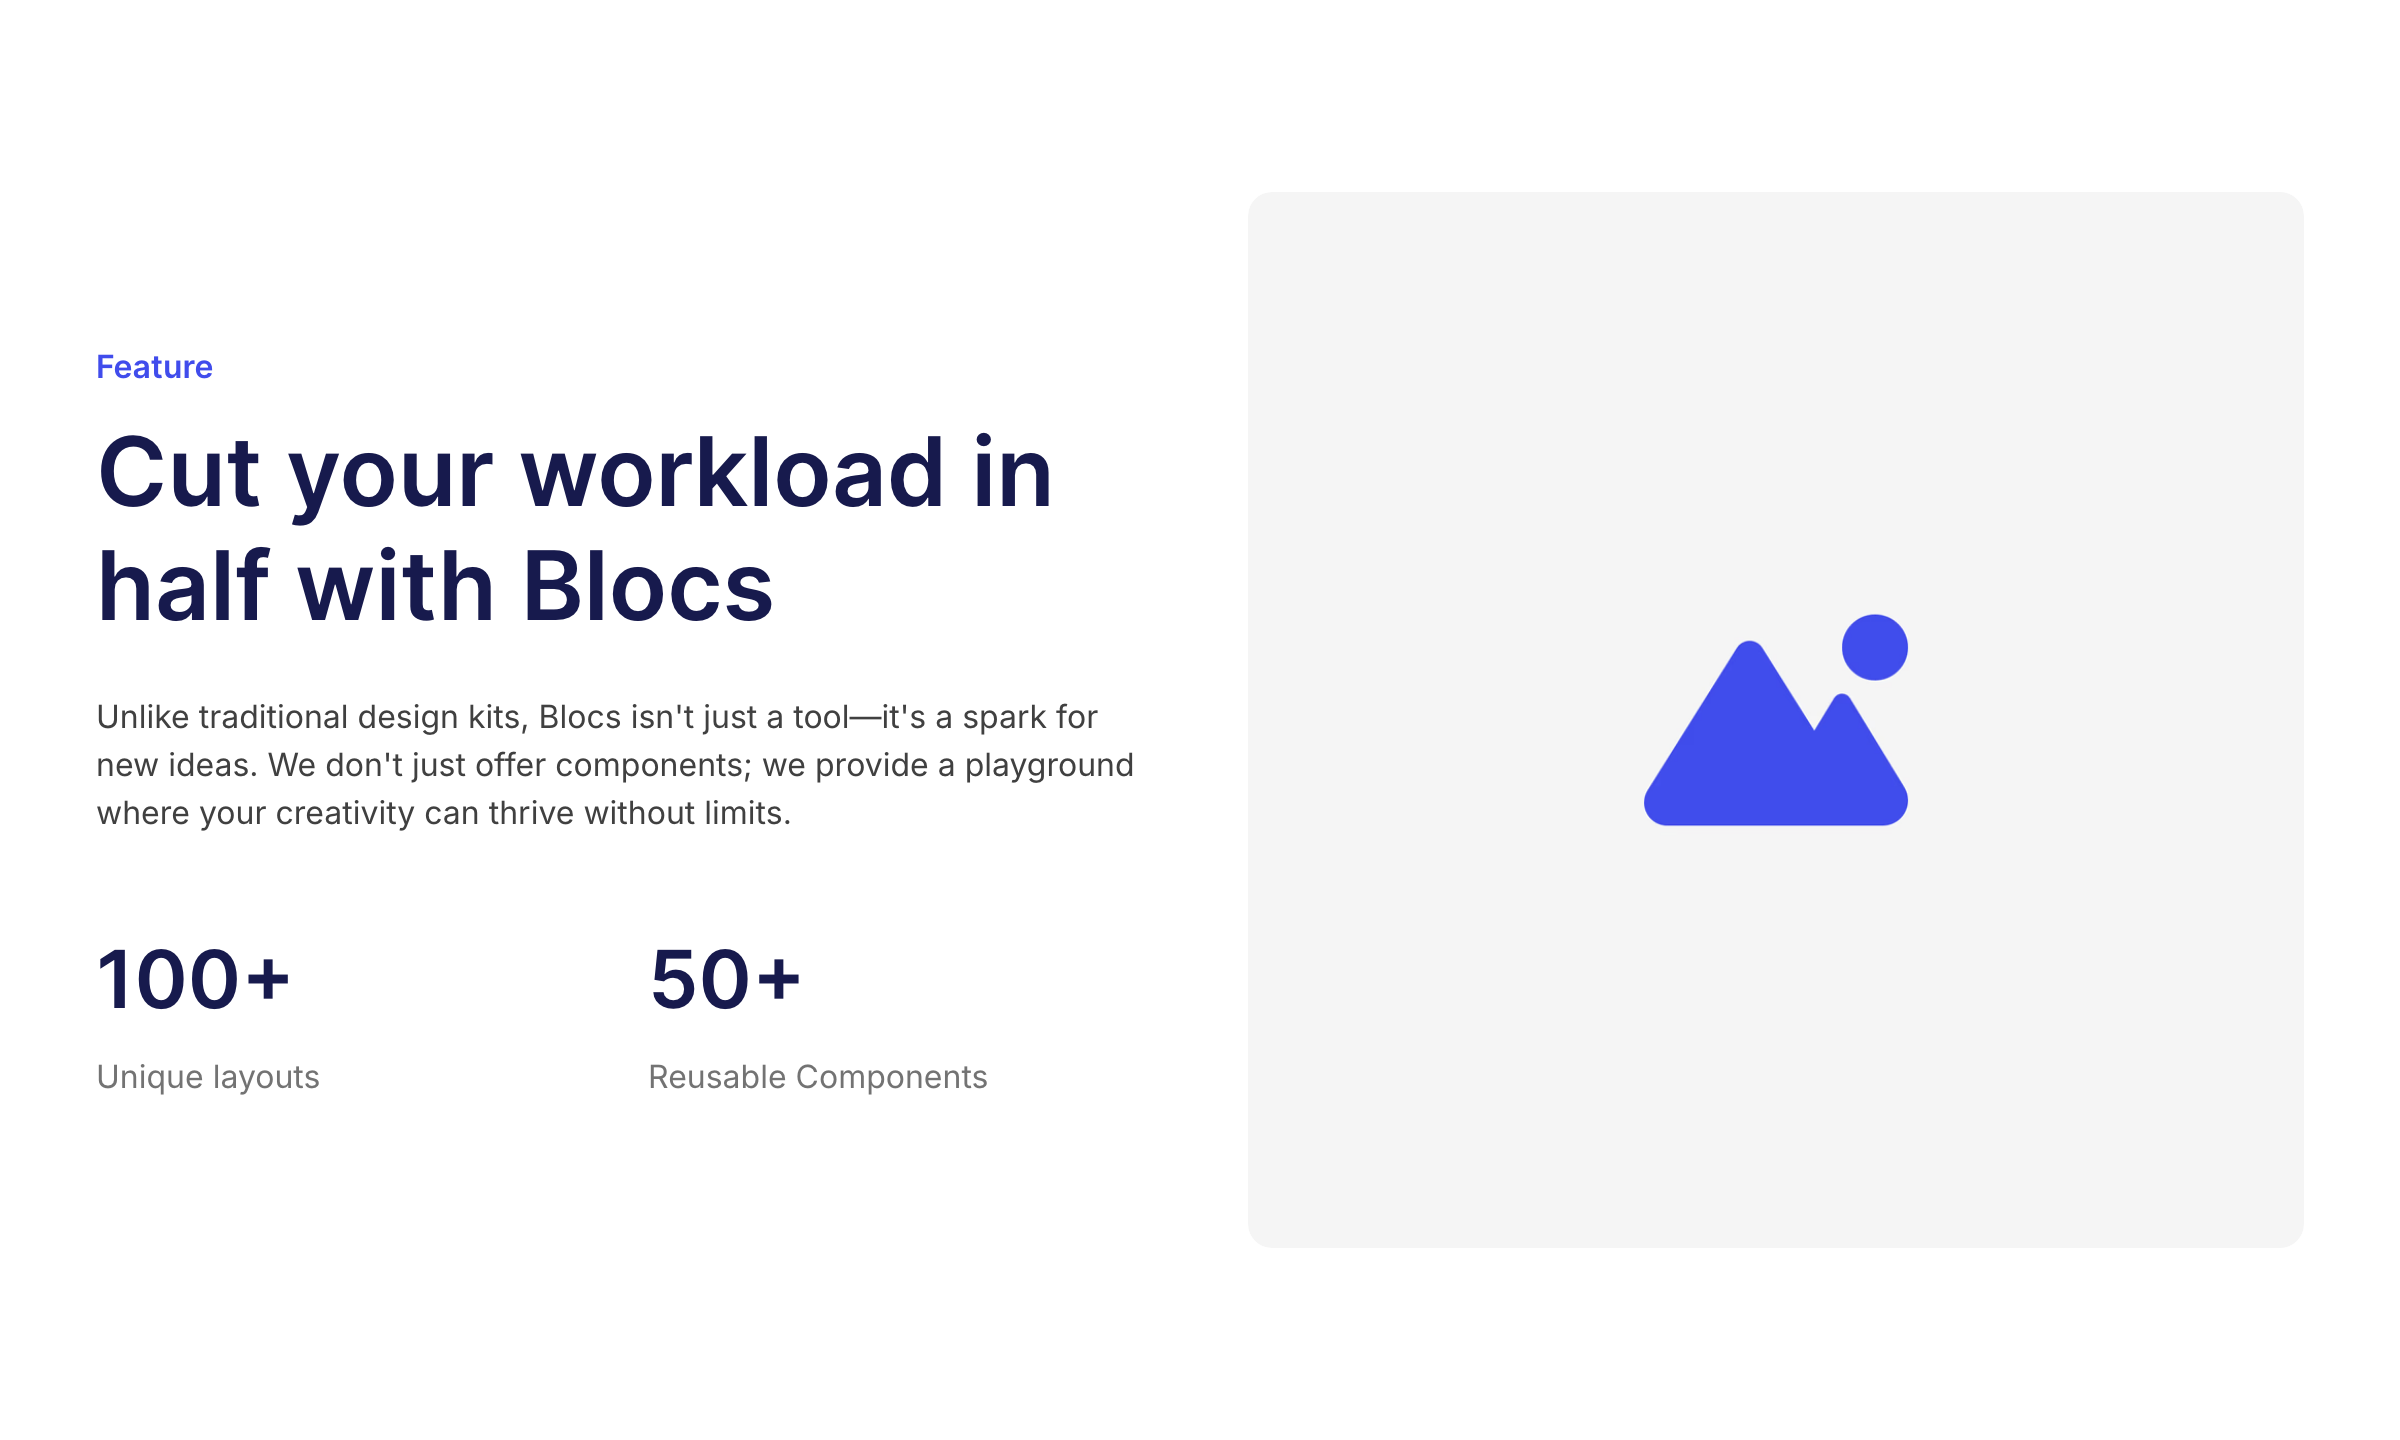 Feature
Cut your workload in
half with Blocs
Unlike traditional design kits, Blocs isn't just a tool—it's a spark for
new ideas. We don't just offer components; we provide a playground
where your creativity can thrive without limits.
100+
Unique layouts
50+
Reusable Components